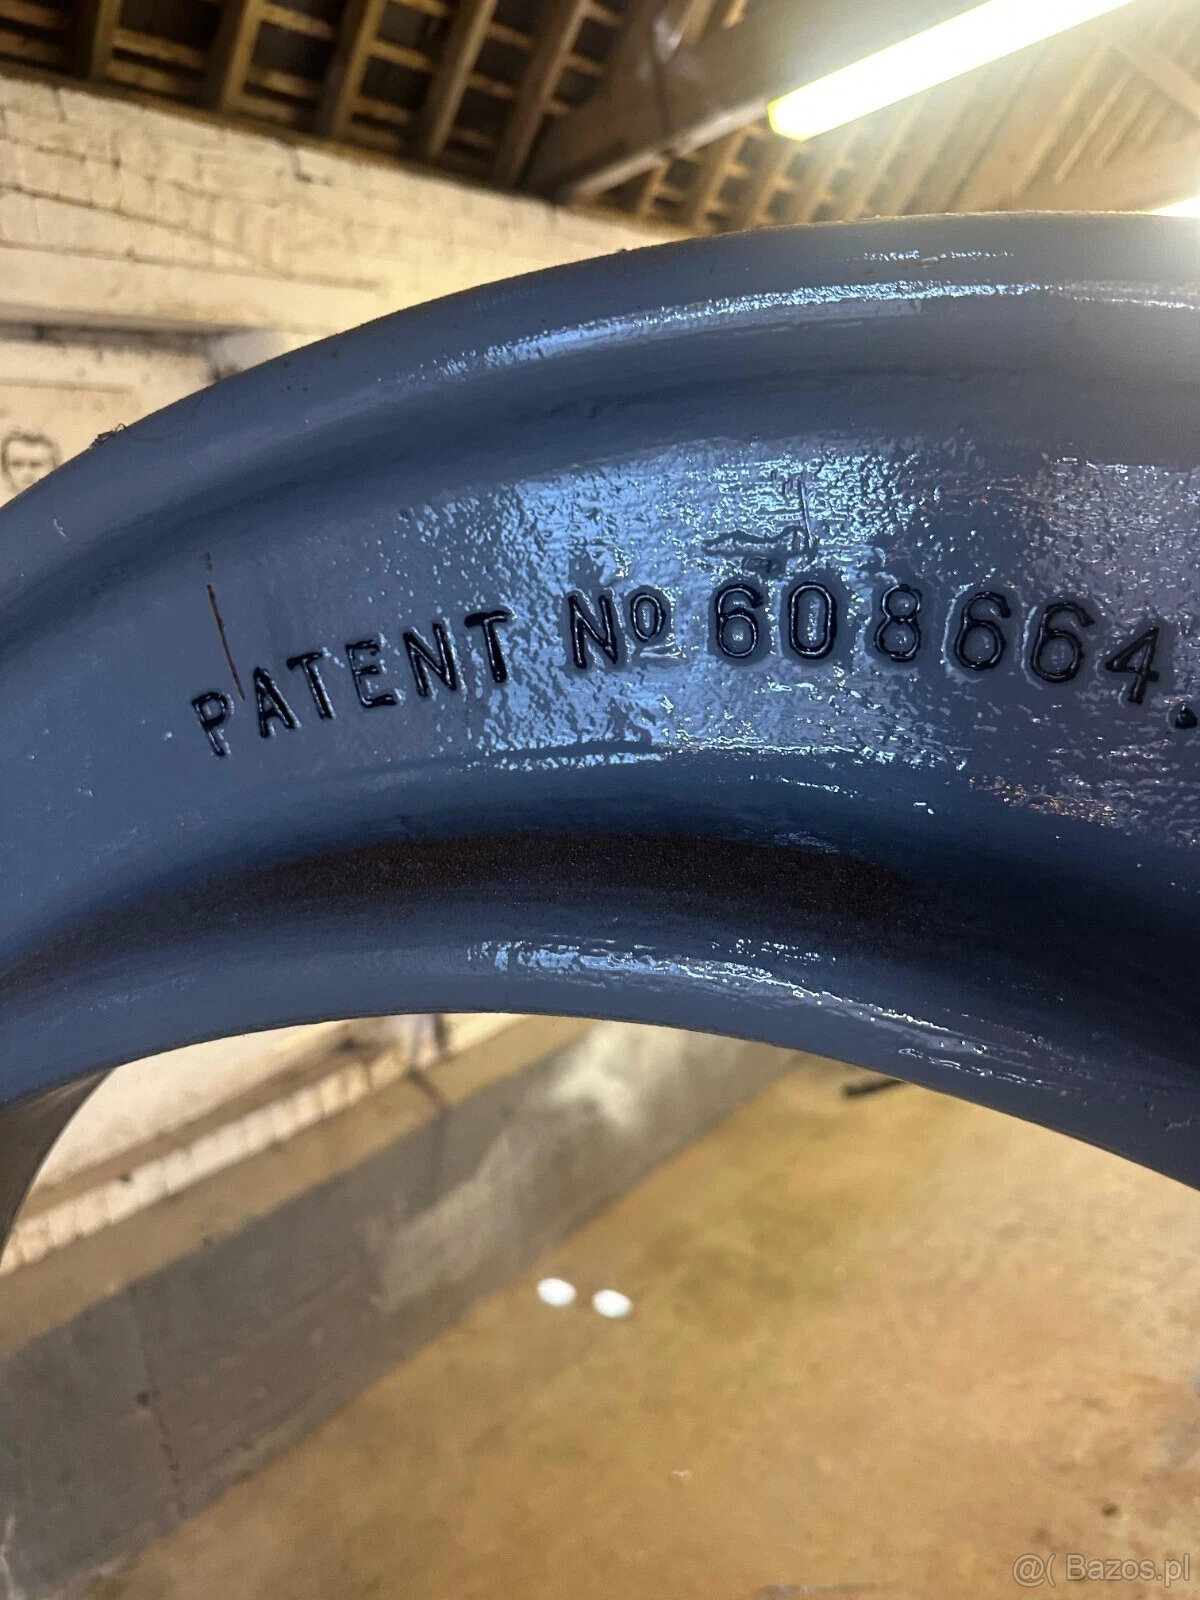 PATENT No 608664.
@( Bazos.pl